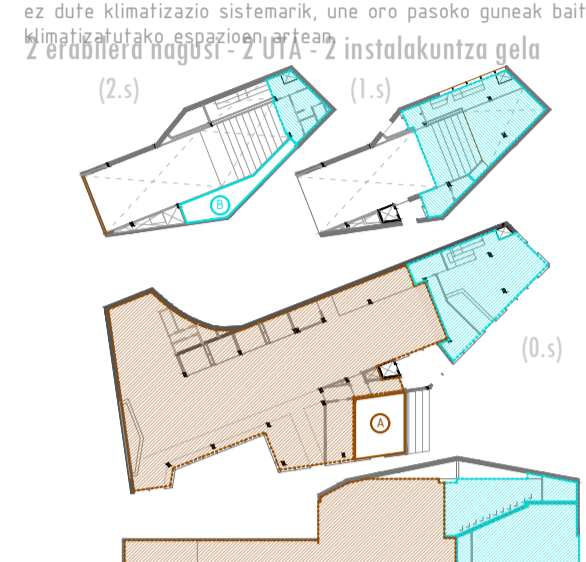 ez dute klimatizazio sistemarik, une oro pasoko guneak bait
klimatizatutako espazioen artean.
2 erabilera nagusi - 2 UTA - 2 instalakuntza gela
(2.s)
(1.s)
B
(0.s)
A